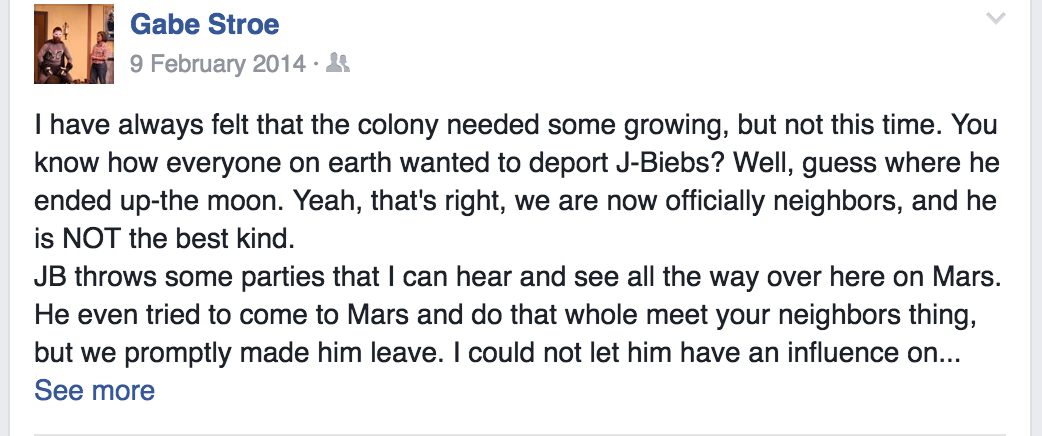 Gabe Stroe
9 February 2014 ·
I have always felt that the colony needed some growing, but not this time. You
know how everyone on earth wanted to deport J-Biebs? Well, guess where he
ended up-the moon. Yeah, that's right, we are now officially neighbors, and he
is NOT the best kind.
JB throws some parties that I can hear and see all the way over here on Mars.
He even tried to come to Mars and do that whole meet your neighbors thing,
but we promptly made him leave. I could not let him have an influence on...
See more